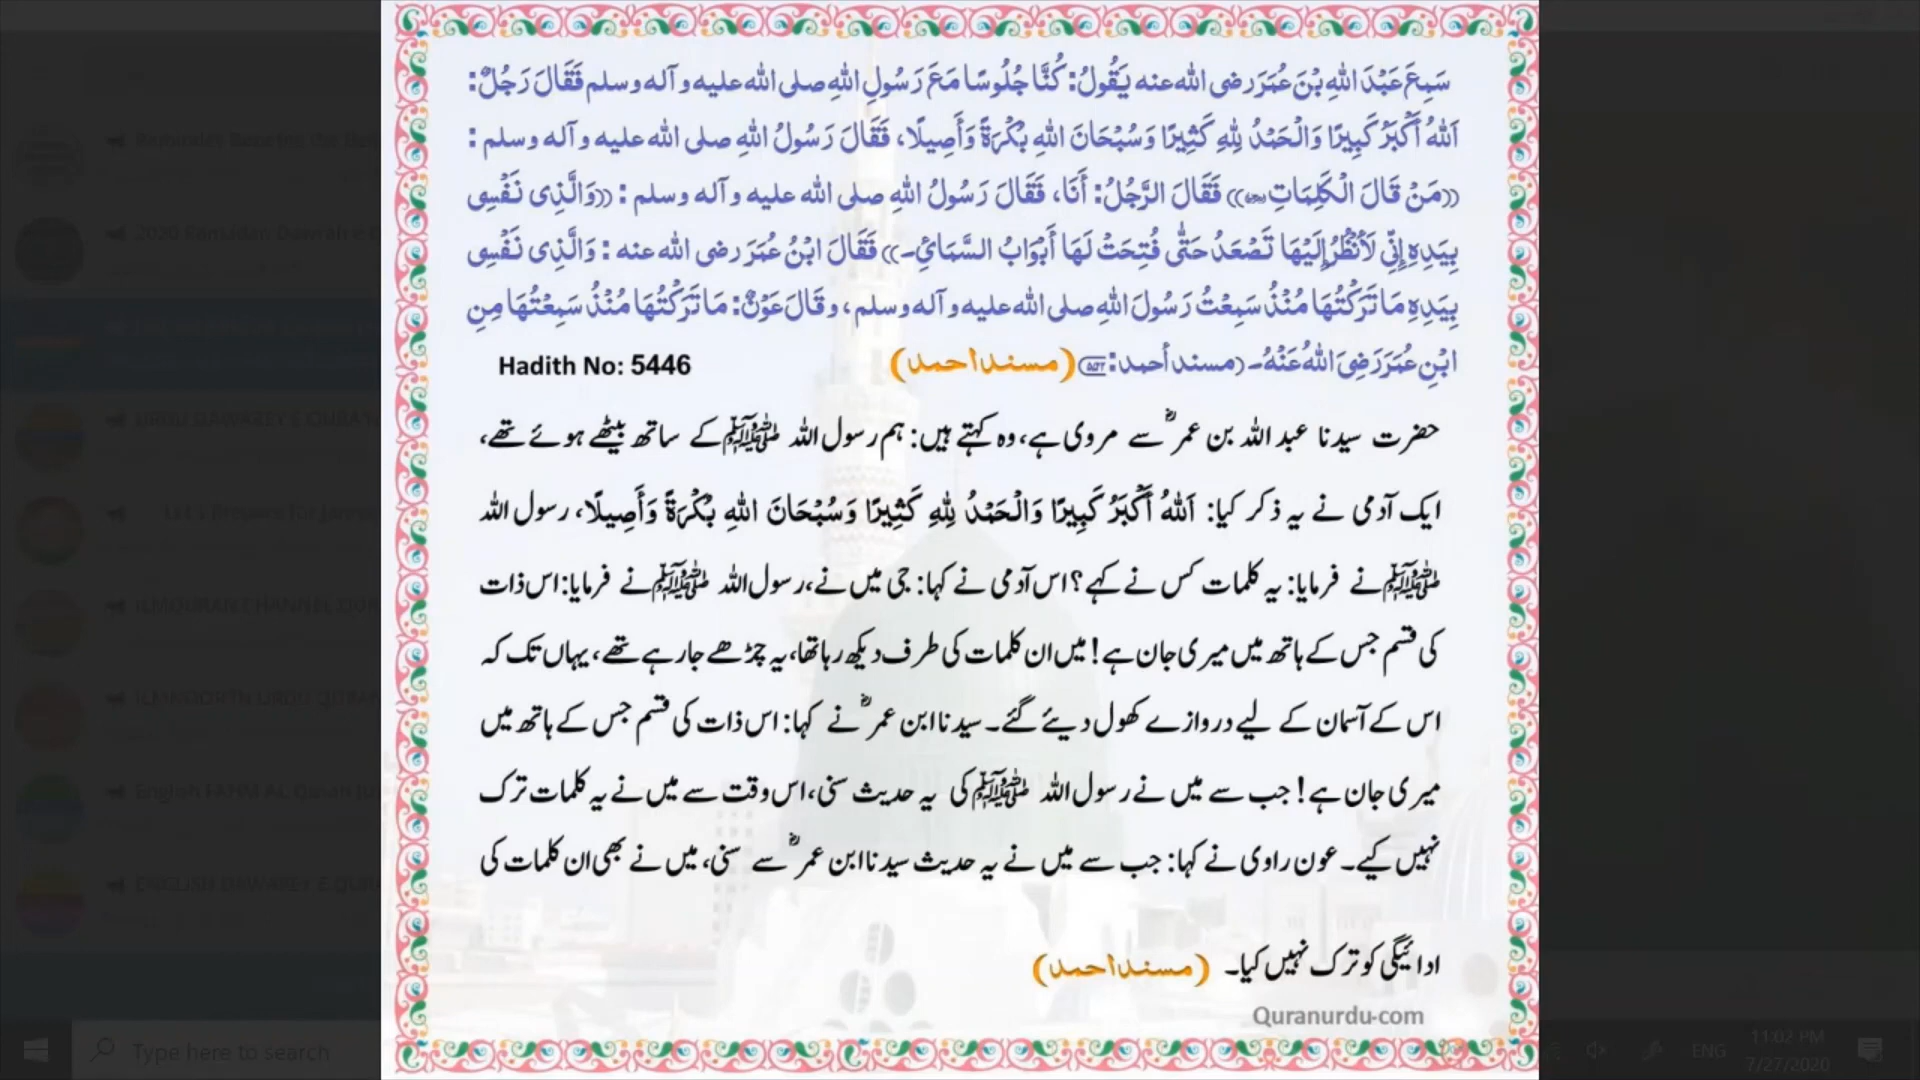 سَمِعَ عَبْدَ اللهِ بْنَ عُمَرَ رضی اللہ عنہ يَقُولُ: كُنَّا جُلُوسًا مَعَ رَسُولِ اللهِ صلی اللہ علیہ و آلہ وسلم فَقَالَ رَجُلٌ:
اَللهُ أَكْبَرُ كَبِيرًا وَالْحَمْدُ لِلهِ كَثِيرًا وَسُبْحَانَ اللهِ بُكْرَةً وَأَصِيلًا، فَقَالَ رَسُولُ اللهِ صلی اللہ علیہ و آلہ وسلم :
((مَنْ قَالَ الْكَلِمَاتِ)) فَقَالَ الرَّجُلُ: أَنَا، فَقَالَ رَسُولُ اللهِ صلی اللہ علیہ و آلہ وسلم : ((وَالَّذِی نَفْسِی
بِيَدِهِ إِنِّی لَأَنْظُرُ إِلَيْهَا تَصْعَدُ حَتّٰی فُتِحَتْ لَهَا أَبْوَابُ السَّمَائِ۔)) فَقَالَ ابْنُ عُمَرَ رضی اللہ عنہ : وَالَّذِی نَفْسِی
بِيَدِهِ مَا تَرَكْتُهَا مُنْذُ سَمِعْتُ رَسُولَ اللهِ صلی اللہ علیہ و آلہ وسلم ، و قَالَ عَوْنٌ: مَا تَرَكْتُهَا مُنْذُ سَمِعْتُهَا مِنِ
ابْنِ عُمَرَ رَضِیَ اللهُ عَنْهُ۔ (مسند أحمد: (مسند احمد) Hadith No: 5446
حضرت سیدنا عبد اللہ بن عمرؓ سے مروی ہے، وہ کہتے ہیں: ہم رسول اللہ ﷺ کے ساتھ بیٹھے ہوئے تھے،
ایک آدمی نے یہ ذکر کیا: اَللهُ أَكْبَرُ كَبِيرًا وَالْحَمْدُ لِلهِ كَثِيرًا وَسُبْحَانَ اللهِ بُكْرَةً وَأَصِيلًا، رسول اللہ
ﷺ نے فرمایا: یہ کلمات کس نے کہے؟ اس آدمی نے کہا: جی میں نے، رسول اللہ ﷺ نے فرمایا: اس ذات
کی قسم جس کے ہاتھ میں میری جان ہے! میں ان کلمات کی طرف دیکھ رہا تھا، یہ چڑھے جارہے تھے، یہاں تک کہ
اس کے آسمان کے لیے دروازے کھول دیئے گئے۔ سیدنا ابن عمرؓ نے کہا: اس ذات کی قسم جس کے ہاتھ میں
میری جان ہے! جب سے میں نے رسول اللہ ﷺ کی یہ حدیث سنی، اس وقت سے میں نے یہ کلمات ترک
نہیں کیے۔ عون راوی نے کہا: جب سے میں نے یہ حدیث سیدنا ابن عمرؓ سے سنی، میں نے بھی ان کلمات کی
ادائیگی کو ترک نہیں کیا۔ (مسند احمد)
Quranurdu.com
Type here to search
ENG
11:02 PM
7/27/2020